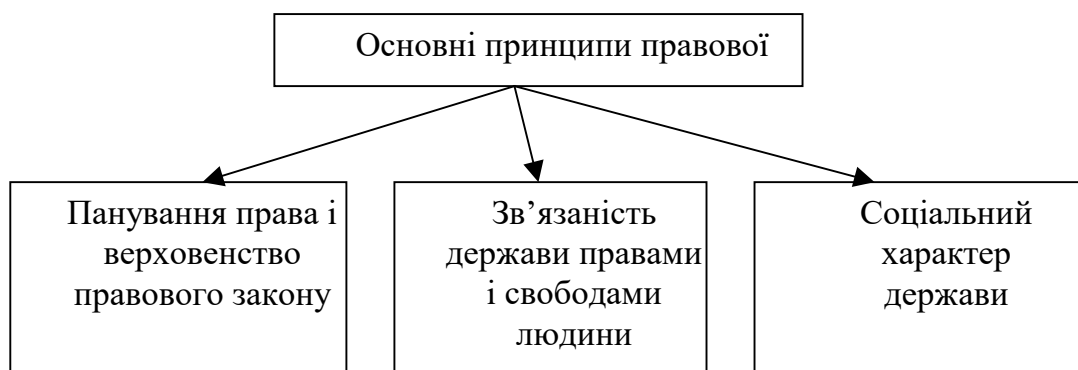 Основні принципи правової
Панування права і
верховенство
правового закону
Зв’язаність
держави правами
і свободами
людини
Соціальний
характер
держави